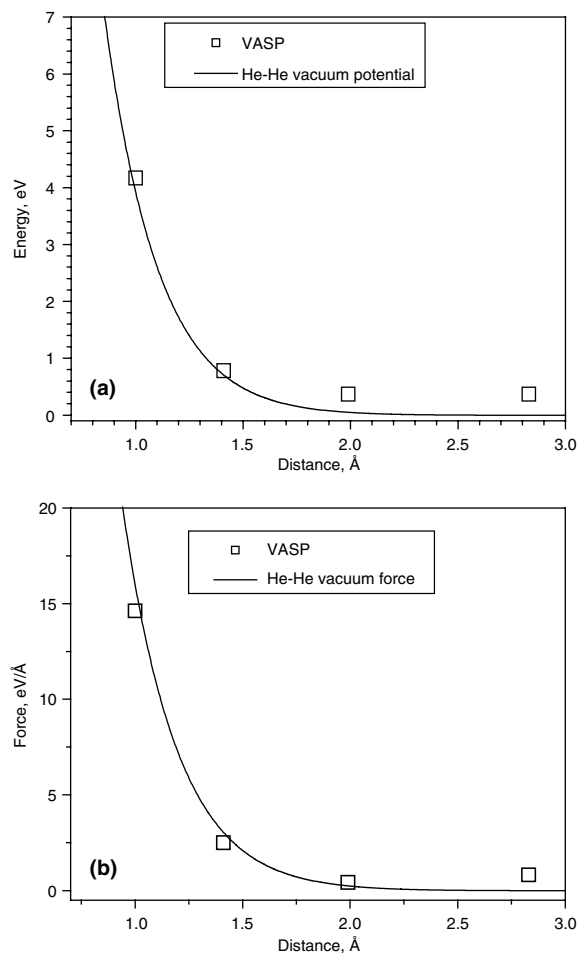 7
6
5
4
3
2
1
0
Energy, eV
VASP
He-He vacuum potential
(a)
1.0 1.5 2.0 2.5 3.0
Distance, Å
20
15
10
5
0
Force, eV/Å
VASP
He-He vacuum force
(b)
1.0 1.5 2.0 2.5 3.0
Distance, Å